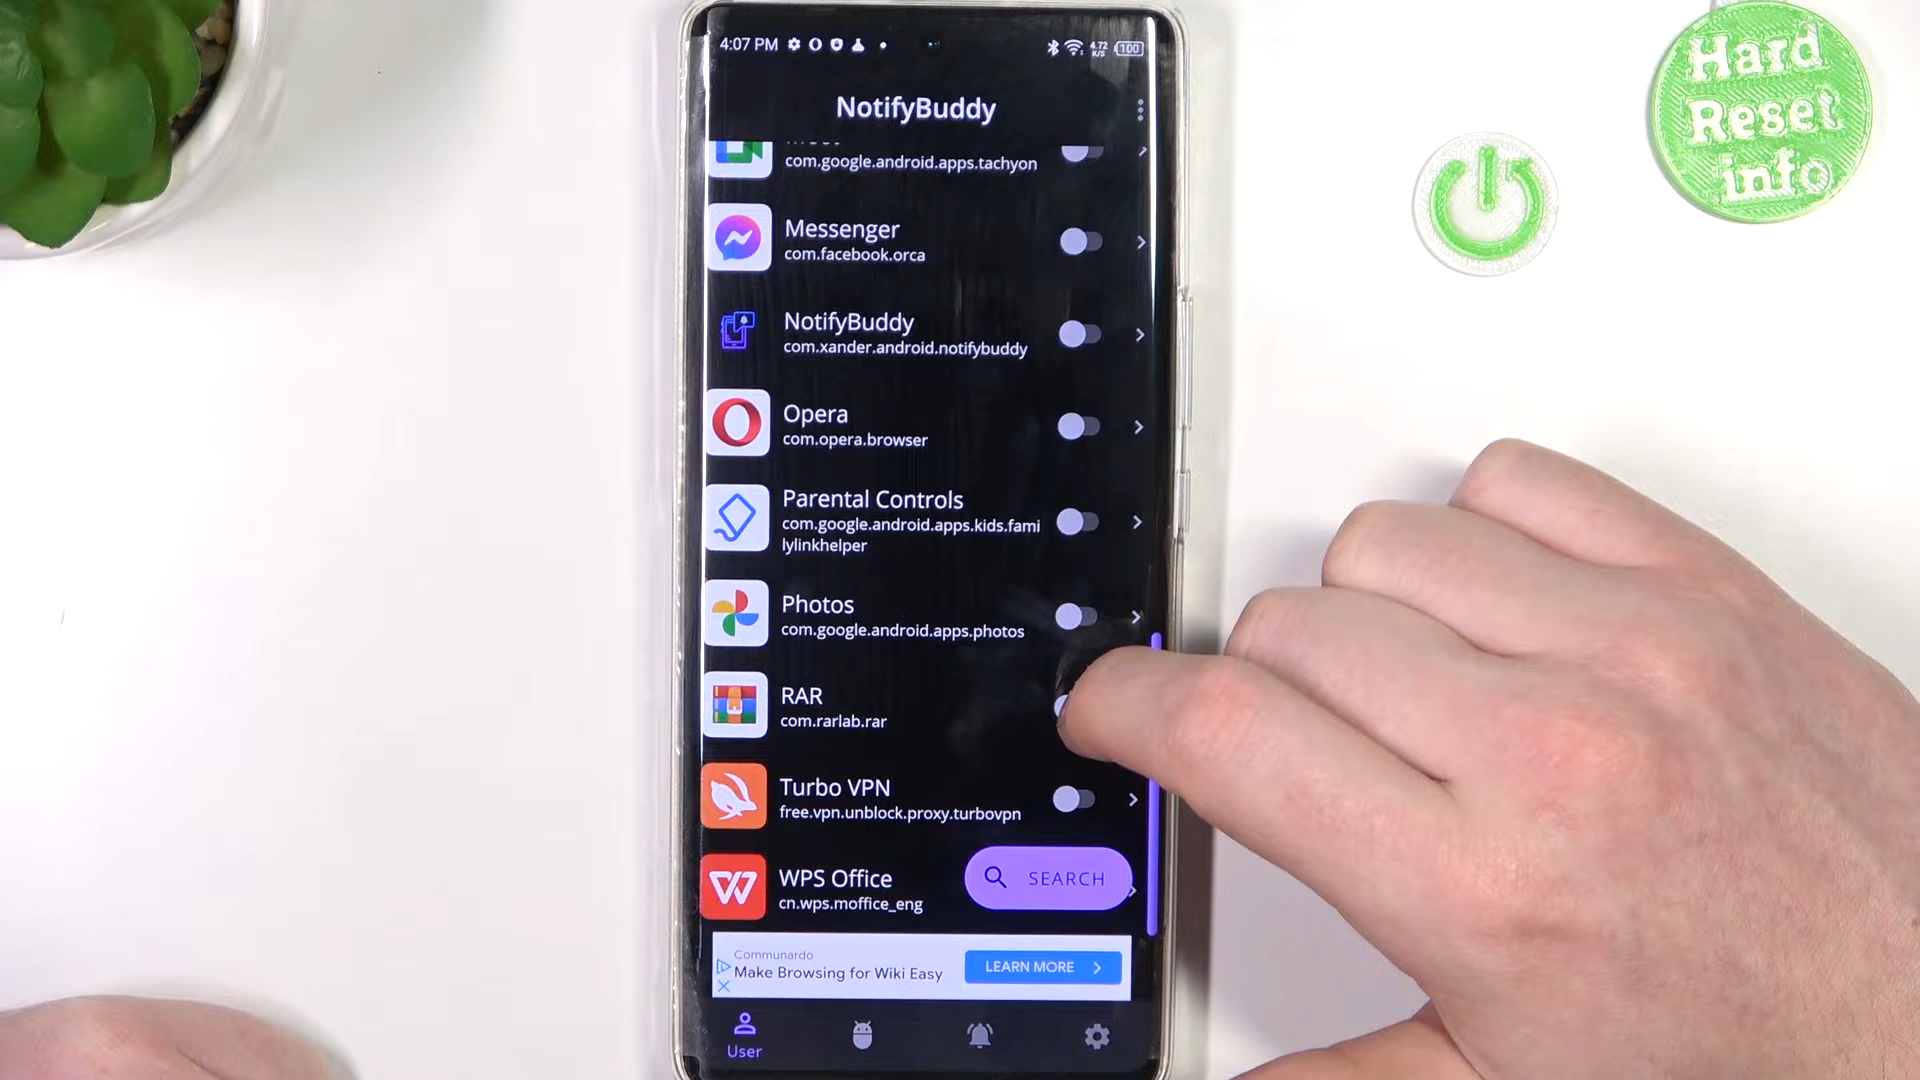 4:07 PM
4.72
K/S
100
NotifyBuddy
com.google.android.apps.tachyon
Messenger
com.facebook.orca
NotifyBuddy
com.xander.android.notifybuddy
Opera
com.opera.browser
Parental Controls
com.google.android.apps.kids.fami
lylinkhelper
Photos
com.google.android.apps.photos
RAR
com.rarlab.rar
Turbo VPN
free.vpn.unblock.proxy.turbovpn
WPS Office
cn.wps.moffice_eng
SEARCH
Communardo
Make Browsing for Wiki Easy
LEARN MORE
User
Hard
Reset
info